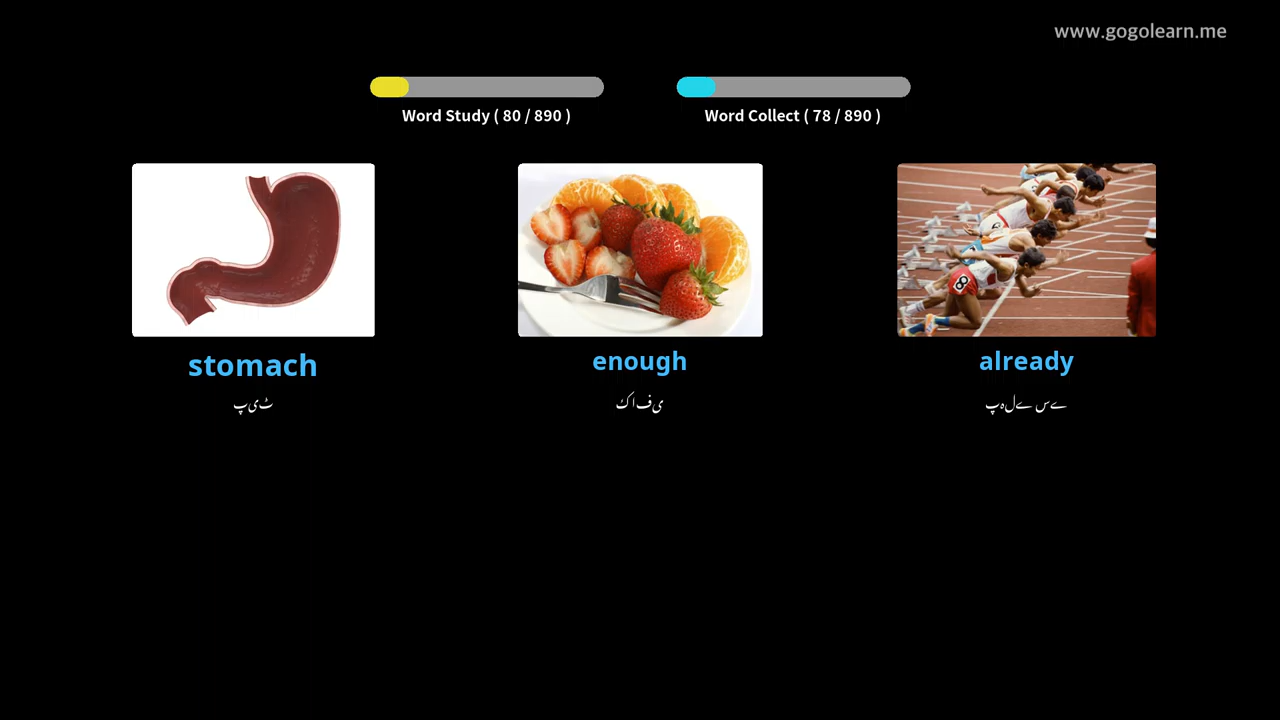 www.gogolearn.me
Word Study ( 80 / 890 )
Word Collect ( 78 / 890 )
stomach
enough
already
پیٹ
کافی
پہلے سے